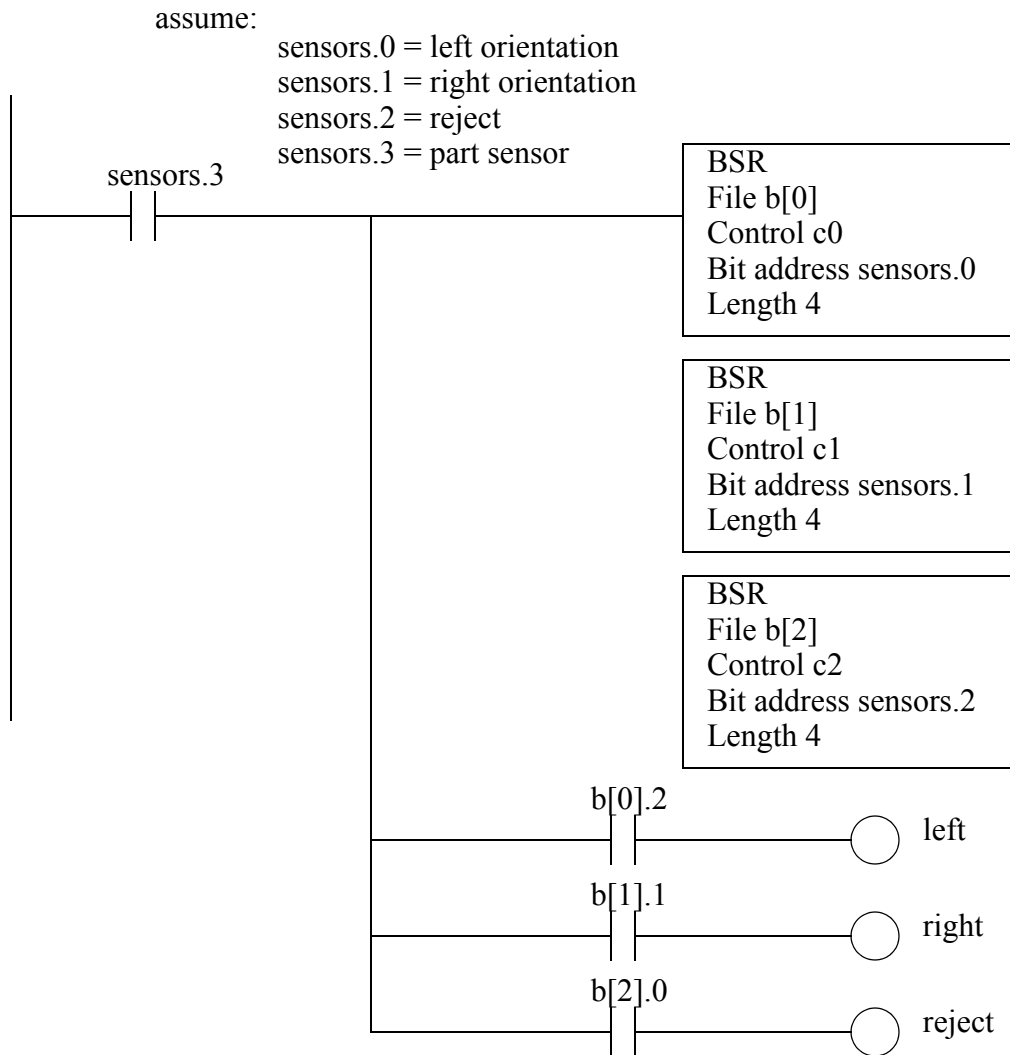 assume:
sensors.0 = left orientation
sensors.1 = right orientation
sensors.2 = reject
sensors.3 = part sensor
sensors.3
BSR
File b[0]
Control c0
Bit address sensors.0
Length 4
BSR
File b[1]
Control c1
Bit address sensors.1
Length 4
BSR
File b[2]
Control c2
Bit address sensors.2
Length 4
b[0].2
left
b[1].1
right
b[2].0
reject